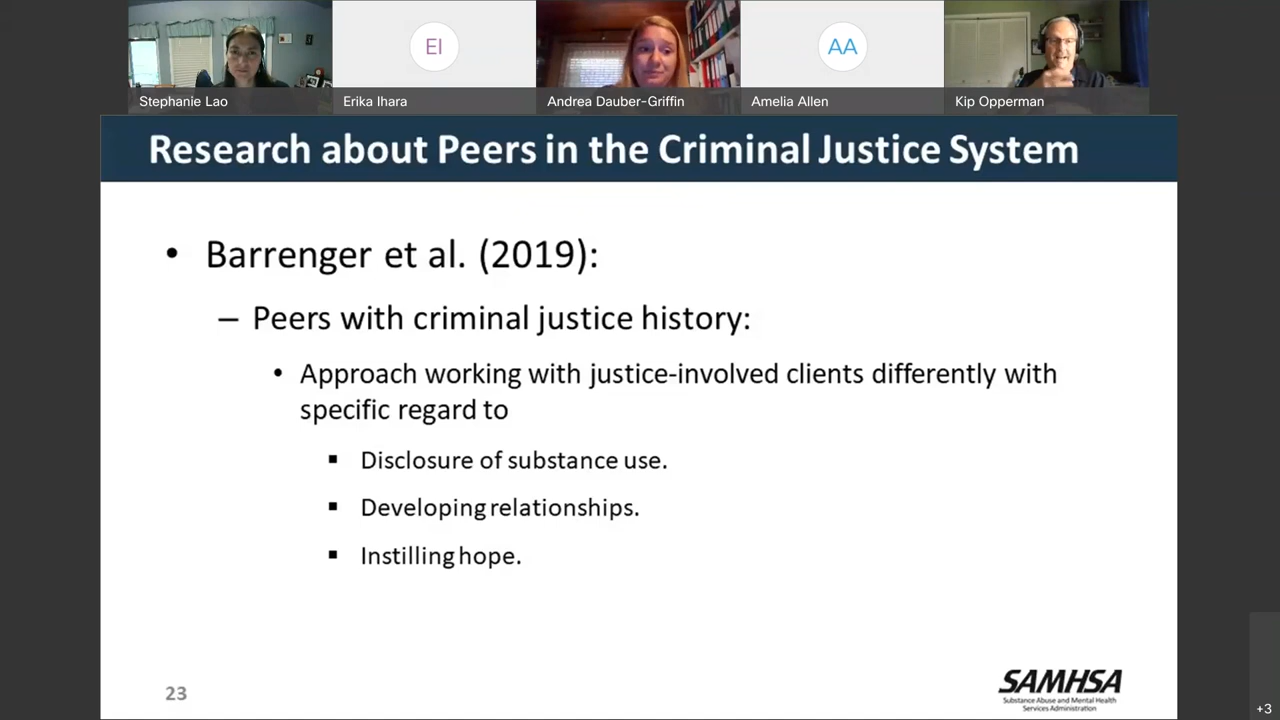 EI
AA
Stephanie Lao
Erika Ihara
Andrea Dauber-Griffin
Amelia Allen
Kip Opperman
Research about Peers in the Criminal Justice System
• Barrenger et al. (2019):
– Peers with criminal justice history:
• Approach working with justice-involved clients differently with
specific regard to
▪ Disclosure of substance use.
▪ Developing relationships.
▪ Instilling hope.
23
SAMHSA
Substance Abuse and Mental Health
Services Administration
+3